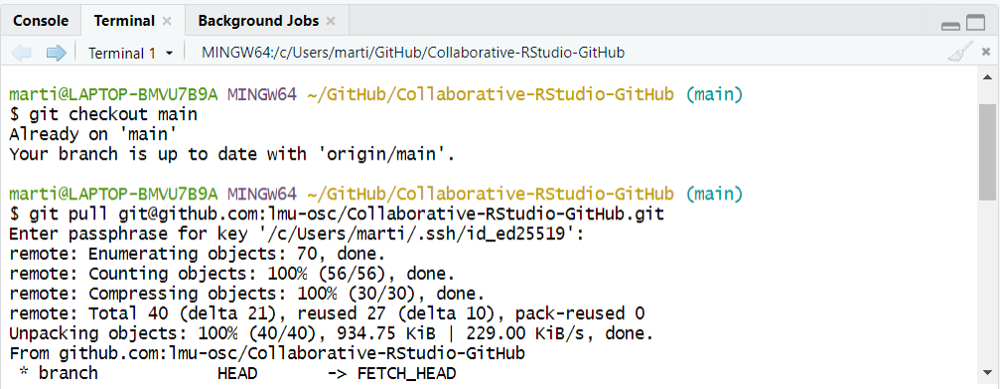 Console Terminal Background Jobs
Terminal 1 MINGW64:/c/Users/marti/GitHub/Collaborative-RStudio-GitHub
marti@LAPTOP-BMVU7B9A MINGW64 ~/GitHub/Collaborative-RStudio-GitHub (main)
$ git checkout main
Already on 'main'
Your branch is up to date with 'origin/main'.
marti@LAPTOP-BMVU7B9A MINGW64 ~/GitHub/Collaborative-RStudio-GitHub (main)
$ git pull git@github.com:lmu-osc/Collaborative-RStudio-GitHub.git
Enter passphrase for key '/c/Users/marti/.ssh/id_ed25519':
remote: Enumerating objects: 70, done.
remote: Counting objects: 100% (56/56), done.
remote: Compressing objects: 100% (30/30), done.
remote: Total 40 (delta 21), reused 27 (delta 10), pack-reused 0
Unpacking objects: 100% (40/40), 934.75 KiB | 229.00 KiB/s, done.
From github.com:lmu-osc/Collaborative-RStudio-GitHub
 * branch            HEAD       -> FETCH_HEAD